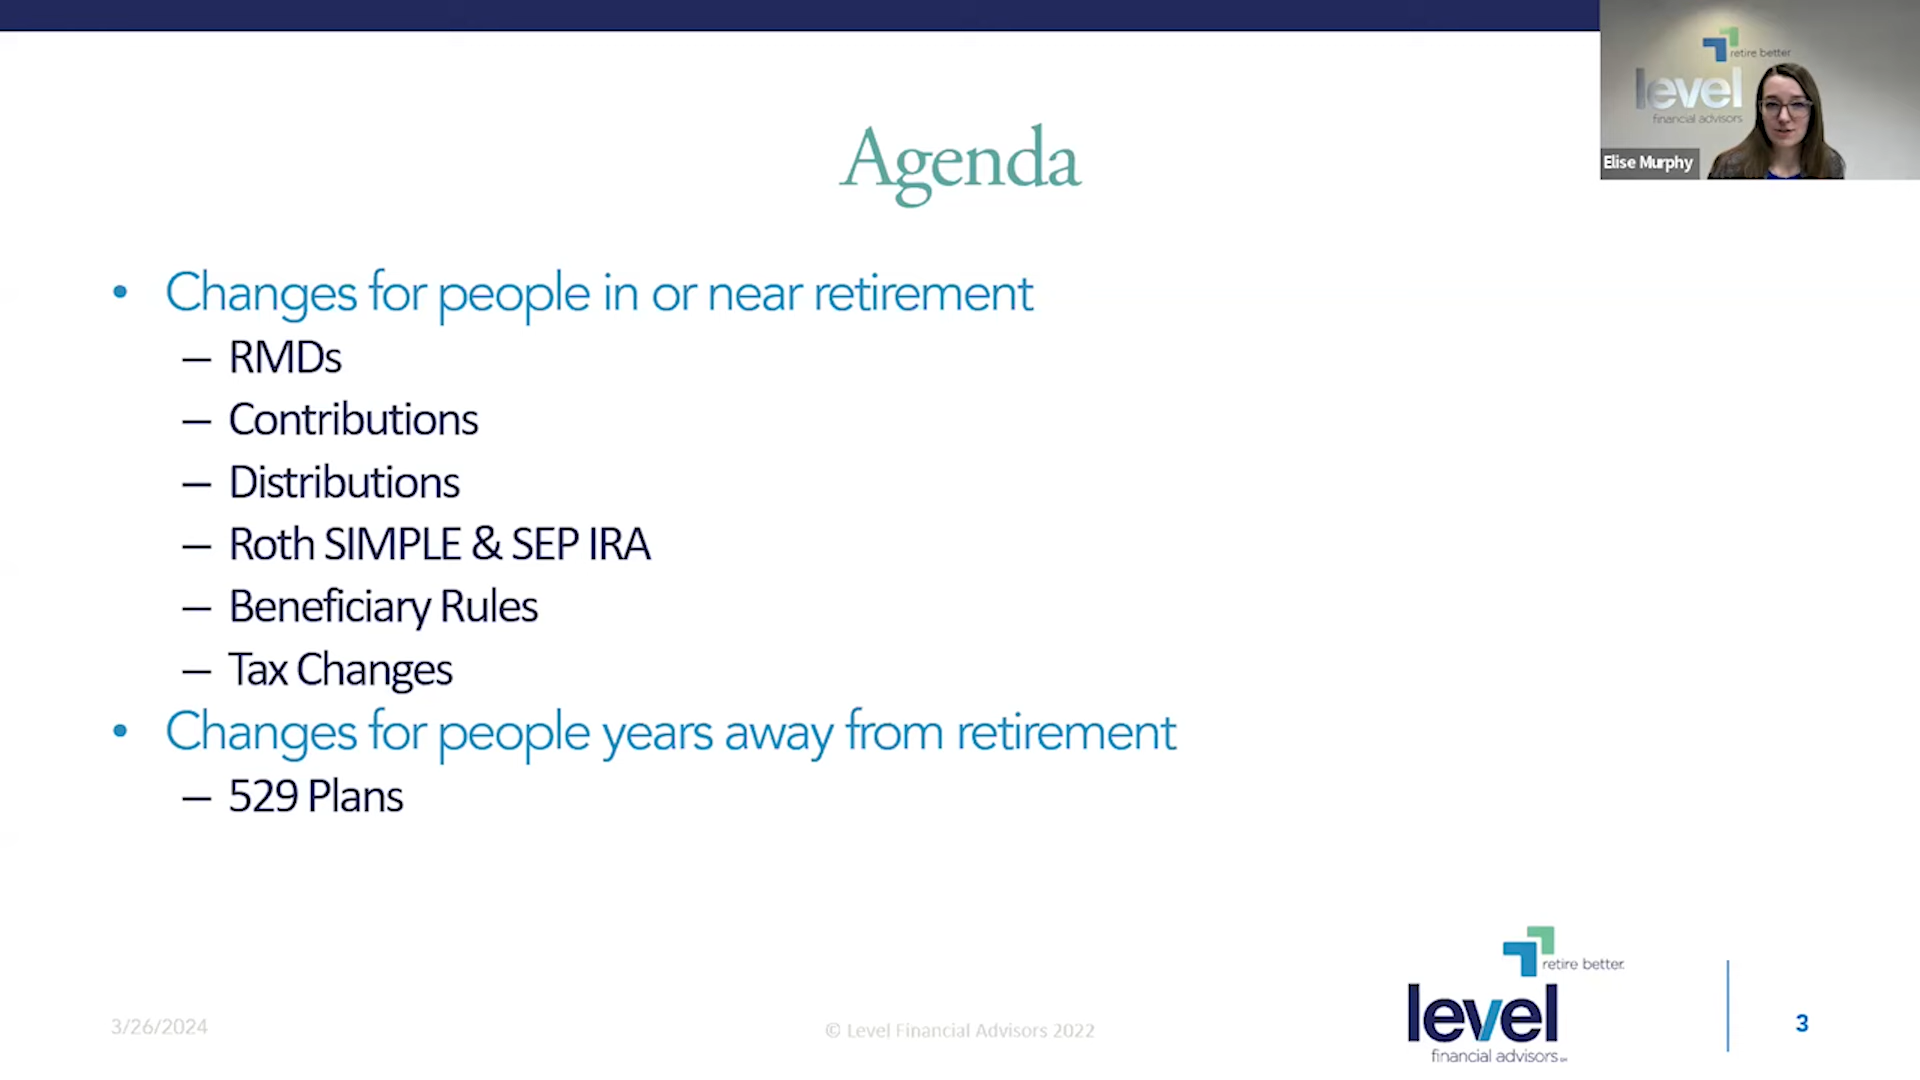 Agenda
• Changes for people in or near retirement
– RMDs
– Contributions
– Distributions
– Roth SIMPLE & SEP IRA
– Beneficiary Rules
– Tax Changes
• Changes for people years away from retirement
– 529 Plans
retire better
level
financial advisors
Elise Murphy
3/26/2024
© Level Financial Advisors 2022
retire better.
level
financial advisors
3